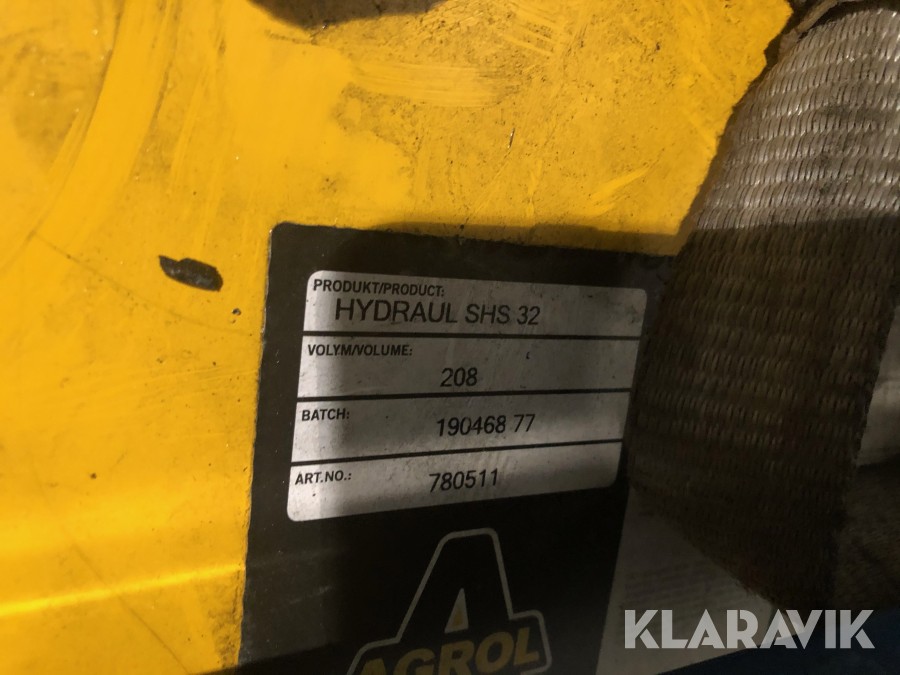 PRODUKT/PRODUCT:
HYDRAUL SHS 32
VOLYM/VOLUME:
208
BATCH:
190468 77
ART.NO.:
780511
A
AGROL
KLARAVIK